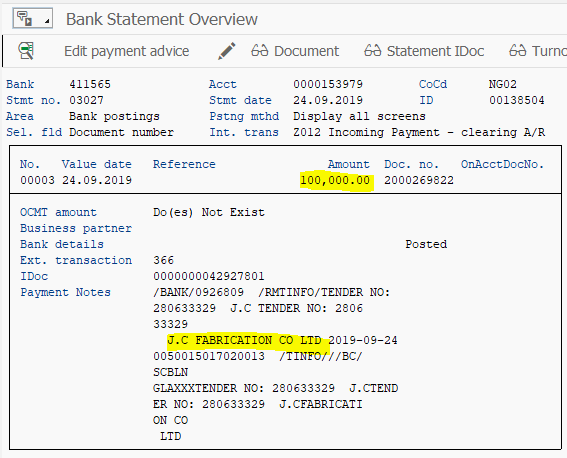 Bank Statement Overview
Edit payment advice Document Statement IDoc Turno
Bank 411565 Acct 0000153979 CoCd NG02
Stmt no. 03027 Stmt date 24.09.2019 ID 00138504
Area Bank postings Pstng mthd Display all screens
Sel. fld Document number Int. trans Z012 Incoming Payment - clearing A/R
No. Value date Reference Amount Doc. no. OnAcctDocNo.
00003 24.09.2019 100,000.00 2000269822
OCMT amount Do(es) Not Exist
Business partner
Bank details Posted
Ext. transaction 366
IDoc 0000000042927801
Payment Notes /BANK/0926809 /RMTINFO/TENDER NO:
280633329 J.C TENDER NO: 2806
33329
J.C FABRICATION CO LTD 2019-09-24
0050015017020013 /TINFO///BC/
SCBLN
GLAXXXTENDER NO: 280633329 J.CTEND
ER NO: 280633329 J.CFABRICATI
ON CO
LTD